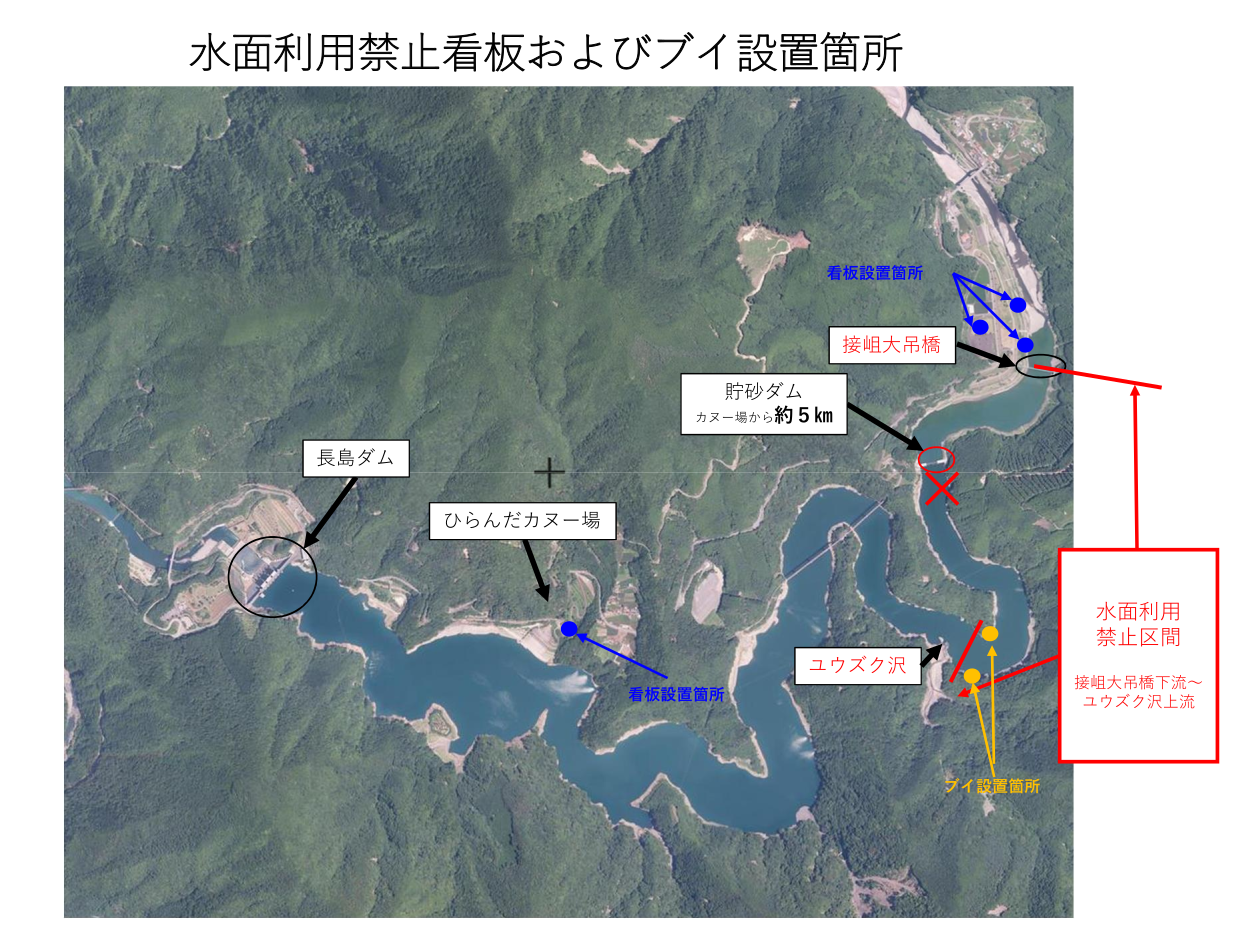 水面利用禁止看板およびブイ設置箇所
看板設置箇所
接岨大吊橋
貯砂ダム
カヌー場から約５㎞
長島ダム
ひらんだカヌー場
水面利用
禁止区間
接岨大吊橋下流～
ユウズク沢上流
ユウズク沢
看板設置箇所
ブイ設置箇所